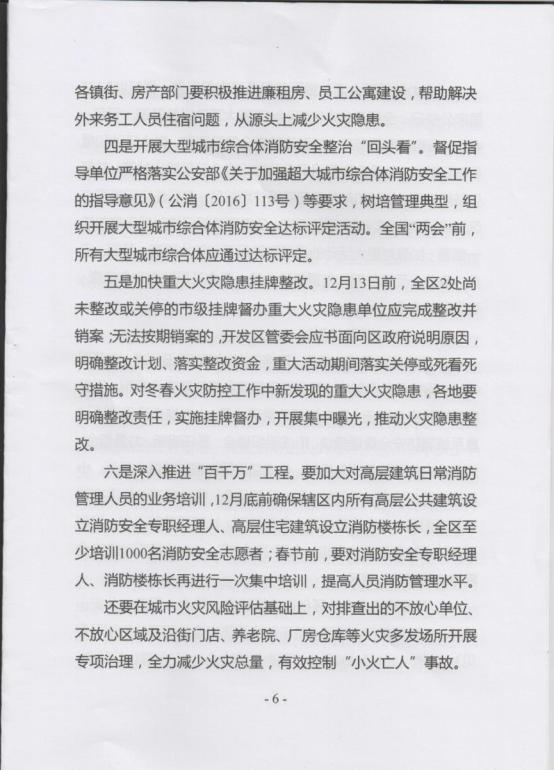 各镇街、房产部门要积极推进廉租房、员工公寓建设，帮助解决
外来务工人员住宿问题，从源头上减少火灾隐患。
四是开展大型城市综合体消防安全整治“回头看”。督促指
导单位严格落实公安部《关于加强超大城市综合体消防安全工作
的指导意见》（公消〔2016〕113号）等要求，树培管理典型，组
织开展大型城市综合体消防安全达标评定活动。全国“两会”前，
所有大型城市综合体应通过达标评定。
五是加快重大火灾隐患挂牌整改。12月13日前，全区2处尚
未整改或关停的市级挂牌督办重大火灾隐患单位应完成整改并
销案；无法按期销案的，开发区管委会应书面向区政府说明原因，
明确整改计划、落实整改资金，重大活动期间落实关停或死看死
守措施。对冬春火灾防控工作中新发现的重大火灾隐患，各地要
明确整改责任，实施挂牌督办，开展集中曝光，推动火灾隐患整
改。
六是深入推进“百千万”工程。要加大对高层建筑日常消防
管理人员的业务培训，12月底前确保辖区内所有高层公共建筑设
立消防安全专职经理人、高层住宅建筑设立消防楼栋长，全区至
少培训1000名消防安全志愿者；春节前，要对消防安全专职经理
人、消防楼栋长再进行一次集中培训，提高人员消防管理水平。
还要在城市火灾风险评估基础上，对排查出的不放心单位、
不放心区域及沿街门店、养老院、厂房仓库等火灾多发场所开展
专项治理，全力减少火灾总量，有效控制“小火亡人”事故。
- 6 -